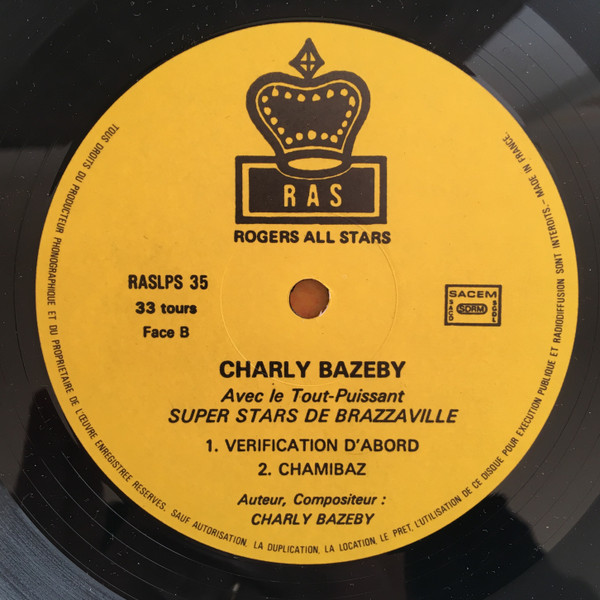 RAS
ROGERS ALL STARS
RASLPS 35
33 tours
Face B
SACEM
SACD
SDRM
SGDL
CHARLY BAZEBY
Avec le Tout-Puissant
SUPER STARS DE BRAZZAVILLE
1. VERIFICATION D'ABORD
2. CHAMIBAZ
Auteur, Compositeur :
CHARLY BAZEBY
TOUS DROITS DU PRODUCTEUR PHONOGRAPHIQUE ET DU PROPRIETAIRE DE L'ŒUVRE ENREGISTREE RESERVES. SAUF AUTORISATION, LA DUPLICATION, LA LOCATION, LE PRET, L'UTILISATION DE CE DISQUE POUR EXECUTION PUBLIQUE ET RADIODIFFUSION SONT INTERDITS. - MADE IN FRANCE.